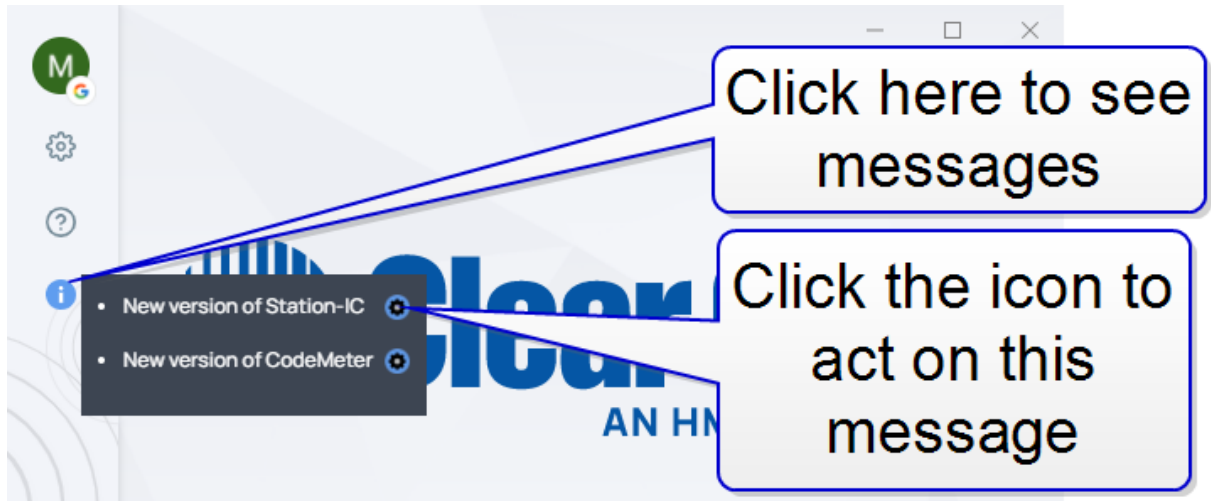 M
G
Click here to see
messages
Clear
• New version of Station-IC
• New version of CodeMeter
Click the icon to
act on this
message
AN